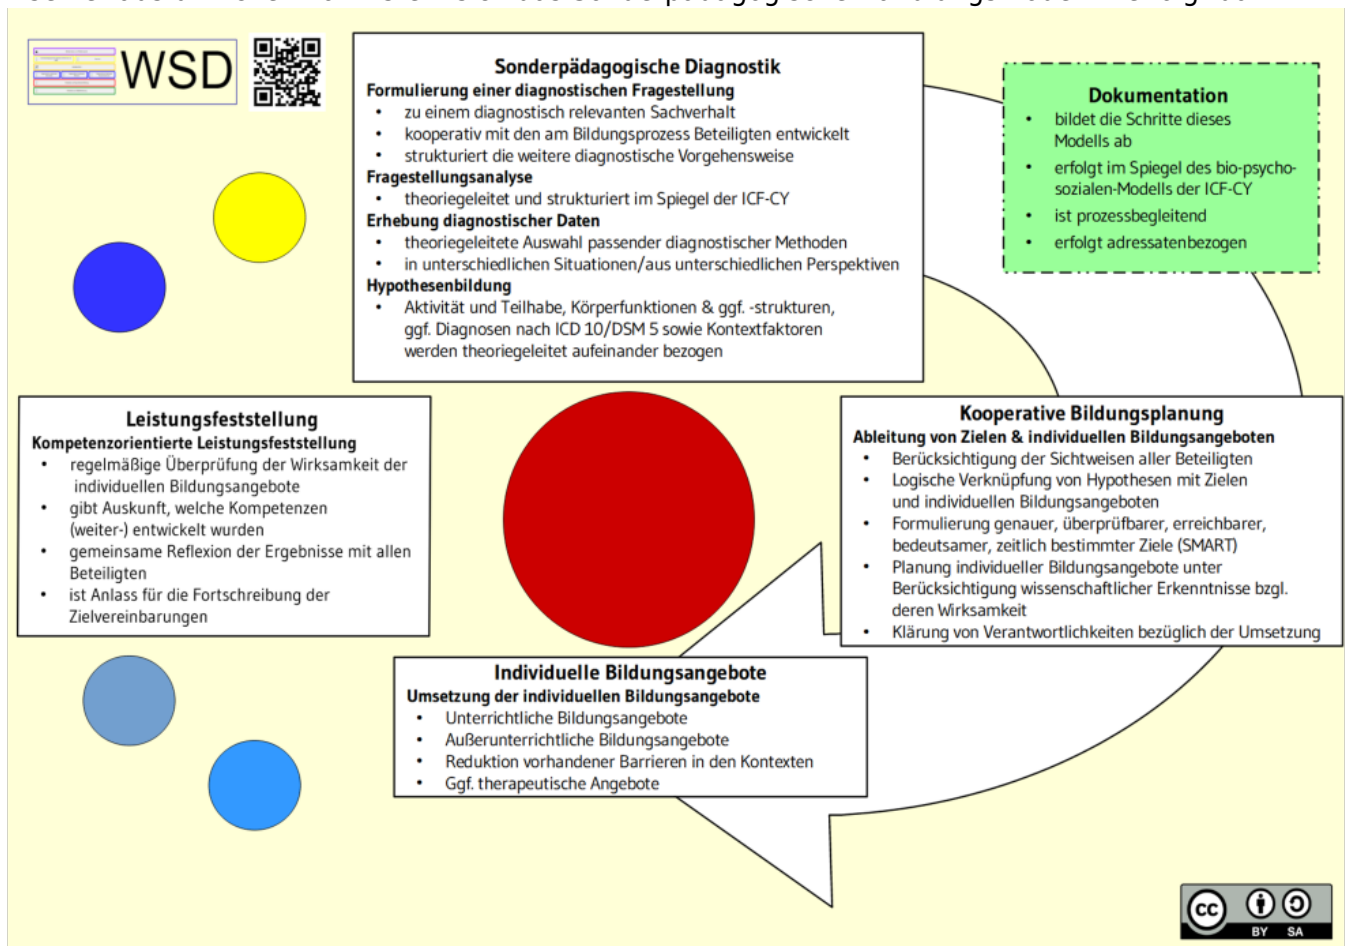 WSD
Sonderpädagogische Diagnostik
Formulierung einer diagnostischen Fragestellung
• zu einem diagnostisch relevanten Sachverhalt
• kooperativ mit den am Bildungsprozess Beteiligten entwickelt
• strukturiert die weitere diagnostische Vorgehensweise
Fragestellungsanalyse
• theoriegeleitet und strukturiert im Spiegel der ICF-CY
Erhebung diagnostischer Daten
• theoriegeleitete Auswahl passender diagnostischer Methoden
• in unterschiedlichen Situationen/aus unterschiedlichen Perspektiven
Hypothesenbildung
• Aktivität und Teilhabe, Körperfunktionen & ggf. -strukturen,
ggf. Diagnosen nach ICD 10/DSM 5 sowie Kontextfaktoren
werden theoriegeleitet aufeinander bezogen
Dokumentation
• bildet die Schritte dieses
Modells ab
• erfolgt im Spiegel des bio-psycho-
sozialen-Modells der ICF-CY
• ist prozessbegleitend
• erfolgt adressatenbezogen
Leistungsfeststellung
Kompetenzorientierte Leistungsfeststellung
• regelmäßige Überprüfung der Wirksamkeit der
individuellen Bildungsangebote
• gibt Auskunft, welche Kompetenzen
(weiter-) entwickelt wurden
• gemeinsame Reflexion der Ergebnisse mit allen
Beteiligten
• ist Anlass für die Fortschreibung der
Zielvereinbarungen
Kooperative Bildungsplanung
Ableitung von Zielen & individuellen Bildungsangeboten
• Berücksichtigung der Sichtweisen aller Beteiligten
• Logische Verknüpfung von Hypothesen mit Zielen
und individuellen Bildungsangeboten
• Formulierung genauer, überprüfbarer, erreichbarer,
bedeutsamer, zeitlich bestimmter Ziele (SMART)
• Planung individueller Bildungsangebote unter
Berücksichtigung wissenschaftlicher Erkenntnisse bzgl.
deren Wirksamkeit
• Klärung von Verantwortlichkeiten bezüglich der Umsetzung
Individuelle Bildungsangebote
Umsetzung der individuellen Bildungsangebote
• Unterrichtliche Bildungsangebote
• Außerunterrichtliche Bildungsangebote
• Reduktion vorhandener Barrieren in den Kontexten
• Ggf. therapeutische Angebote
cc
BY SA